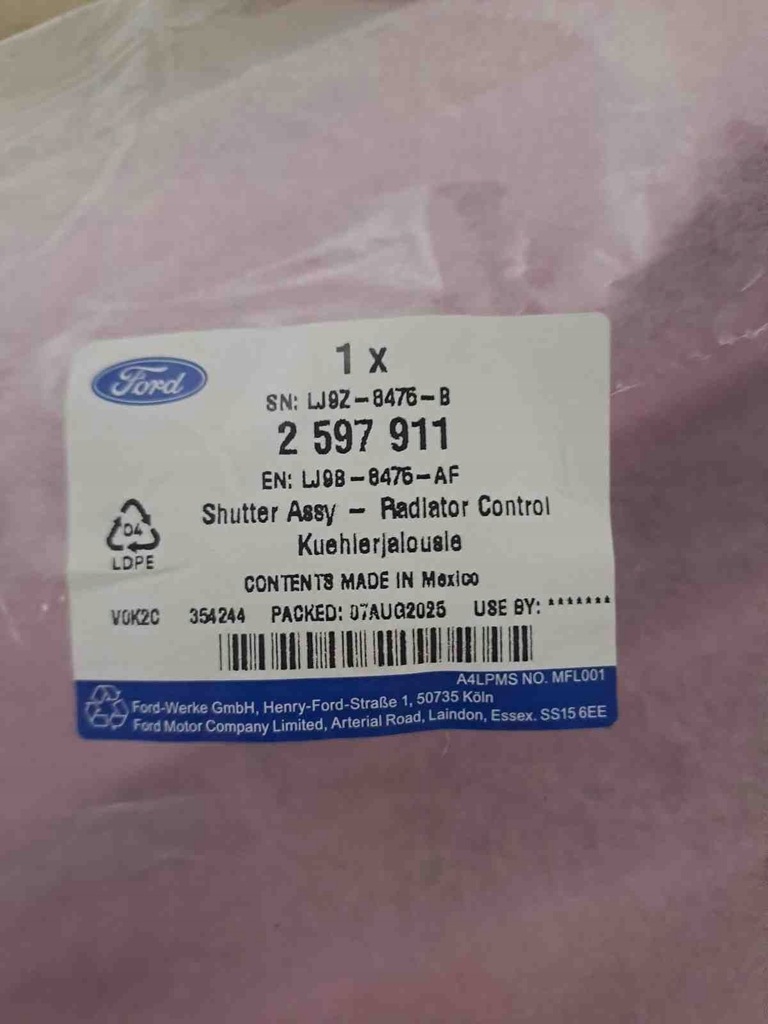 Ford
1 x
SN: LJ9Z-8475-B
2 597 911
EN: LJ9B-8475-AF
Shutter Assy - Radiator Control
Kuehlerjalousie
CONTENTS MADE IN Mexico
04
LDPE
V0K2C 354244 PACKED: 07AUG2025 USE BY: *******
A4LPMS NO. MFL001
Ford-Werke GmbH, Henry-Ford-Straße 1, 50735 Köln
Ford Motor Company Limited, Arterial Road, Laindon, Essex. SS15 6EE